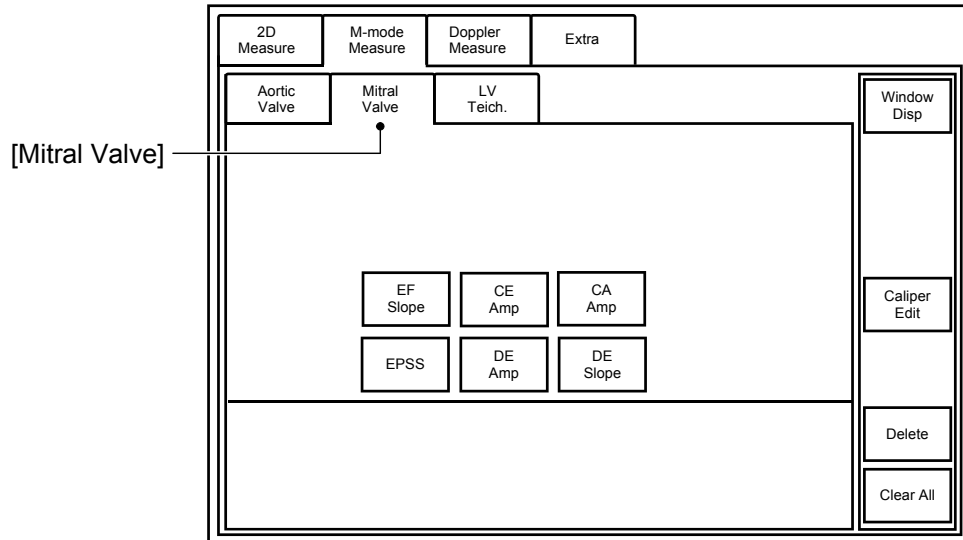 2D
Measure
M-mode
Measure
Doppler
Measure
Extra
Aortic
Valve
Mitral
Valve
LV
Teich.
Window
Disp
[Mitral Valve]
EF
Slope
CE
Amp
CA
Amp
Caliper
Edit
EPSS
DE
Amp
DE
Slope
Delete
Clear All